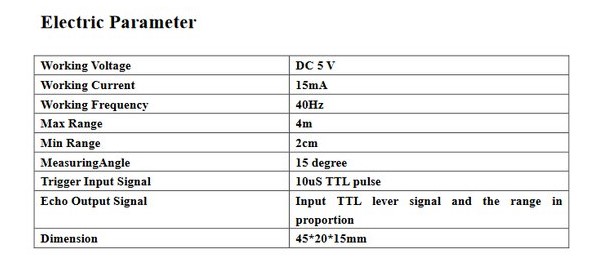 Electric Parameter
Working Voltage DC 5 V
Working Current 15mA
Working Frequency 40Hz
Max Range 4m
Min Range 2cm
MeasuringAngle 15 degree
Trigger Input Signal 10uS TTL pulse
Echo Output Signal Input TTL lever signal and the range in
proportion
Dimension 45*20*15mm